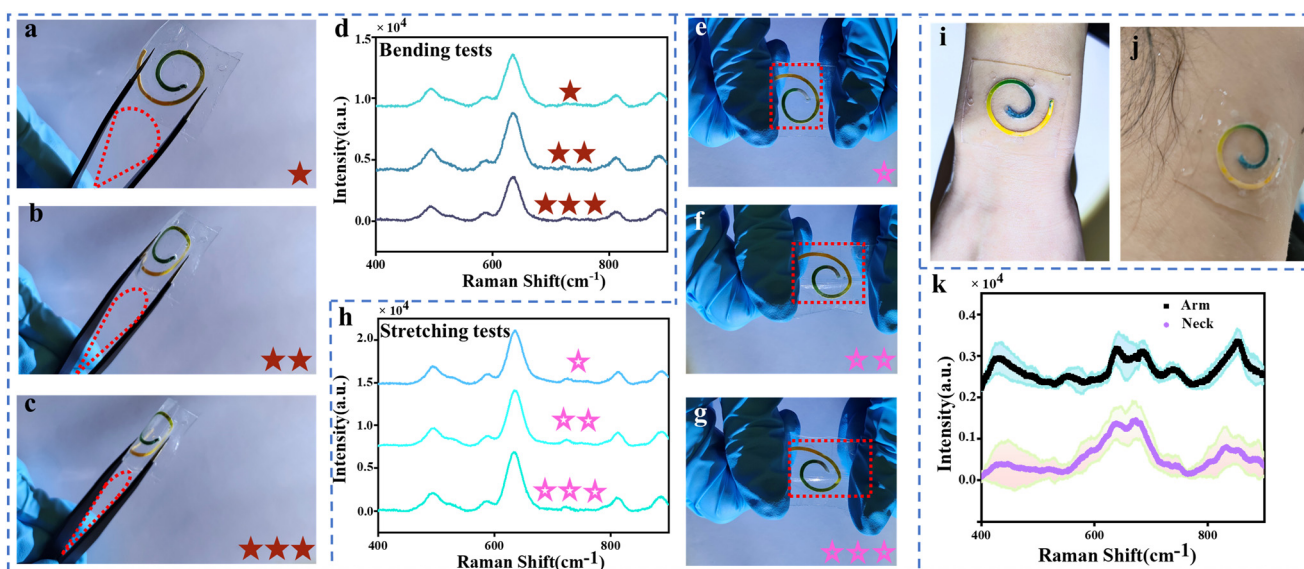 a
b
c
d
× 10⁴
Bending tests
1.5
1.0
0.5
0.0
Intensity(a.u.)
400 600 800
Raman Shift(cm⁻¹)
h
× 10⁴
Stretching tests
2.0
1.5
1.0
0.5
0.0
Intensity(a.u.)
400 600 800
Raman Shift(cm⁻¹)
e
f
g
i
j
k
× 10⁴
Arm
Neck
0.4
0.3
0.2
0.1
0.0
Intensity(a.u.)
400 600 800
Raman Shift(cm⁻¹)